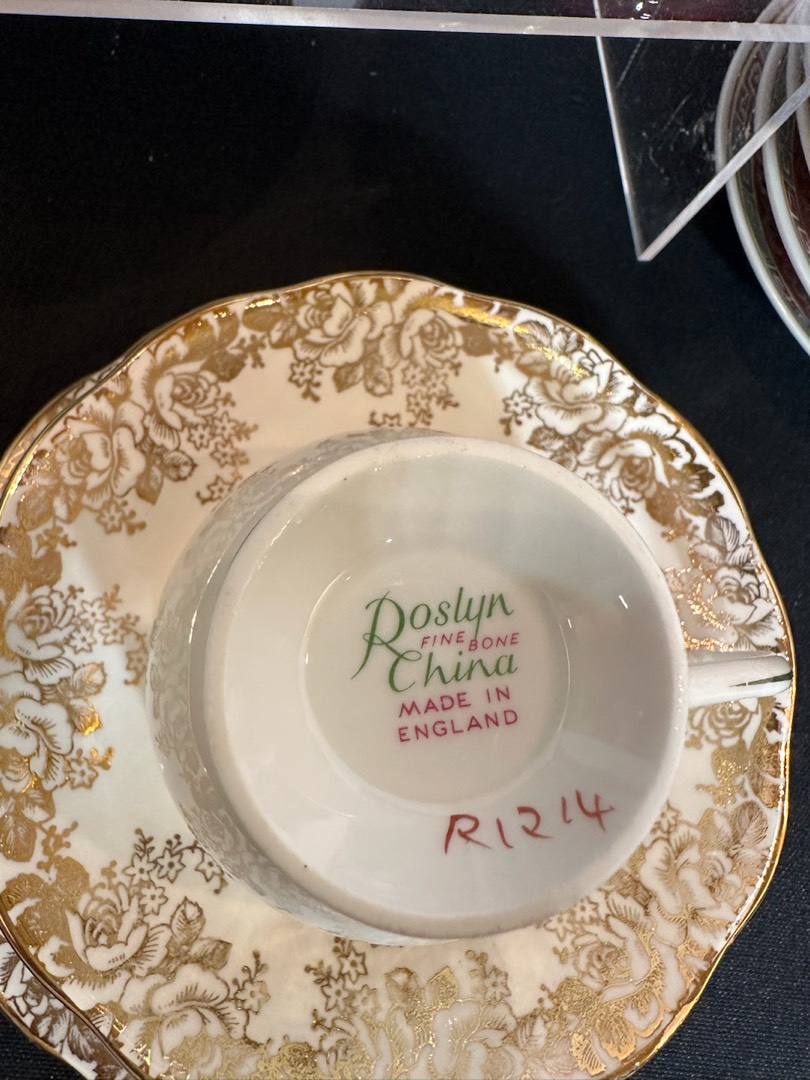 Roslyn
FINE BONE
China
MADE IN
ENGLAND
R1214